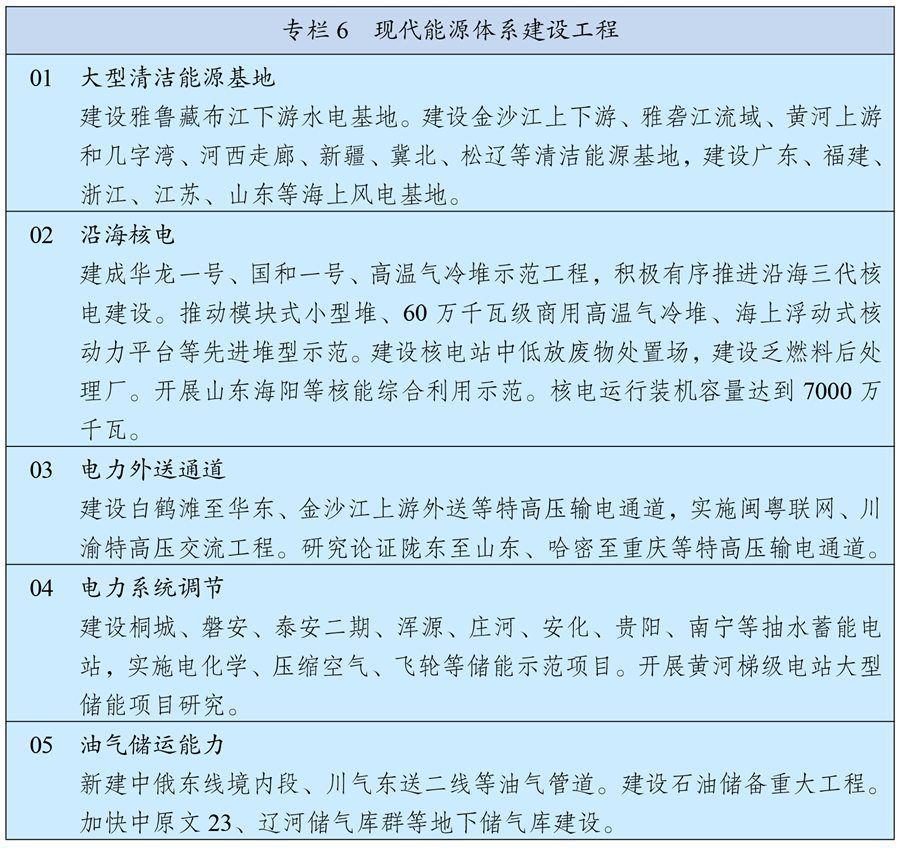 专栏6 现代能源体系建设工程
01 大型清洁能源基地
建设雅鲁藏布江下游水电基地。建设金沙江上下游、雅砻江流域、黄河上游
和几字湾、河西走廊、新疆、冀北、松辽等清洁能源基地，建设广东、福建、
浙江、江苏、山东等海上风电基地。
02 沿海核电
建成华龙一号、国和一号、高温气冷堆示范工程，积极有序推进沿海三代核
电建设。推动模块式小型堆、60万千瓦级商用高温气冷堆、海上浮动式核
动力平台等先进堆型示范。建设核电站中低放废物处置场，建设乏燃料后处
理厂。开展山东海阳等核能综合利用示范。核电运行装机容量达到7000万
千瓦。
03 电力外送通道
建设白鹤滩至华东、金沙江上游外送等特高压输电通道，实施闽粤联网、川
渝特高压交流工程。研究论证陇东至山东、哈密至重庆等特高压输电通道。
04 电力系统调节
建设桐城、磐安、泰安二期、浑源、庄河、安化、贵阳、南宁等抽水蓄能电
站，实施电化学、压缩空气、飞轮等储能示范项目。开展黄河梯级电站大型
储能项目研究。
05 油气储运能力
新建中俄东线境内段、川气东送二线等油气管道。建设石油储备重大工程。
加快中原文23、辽河储气库群等地下储气库建设。